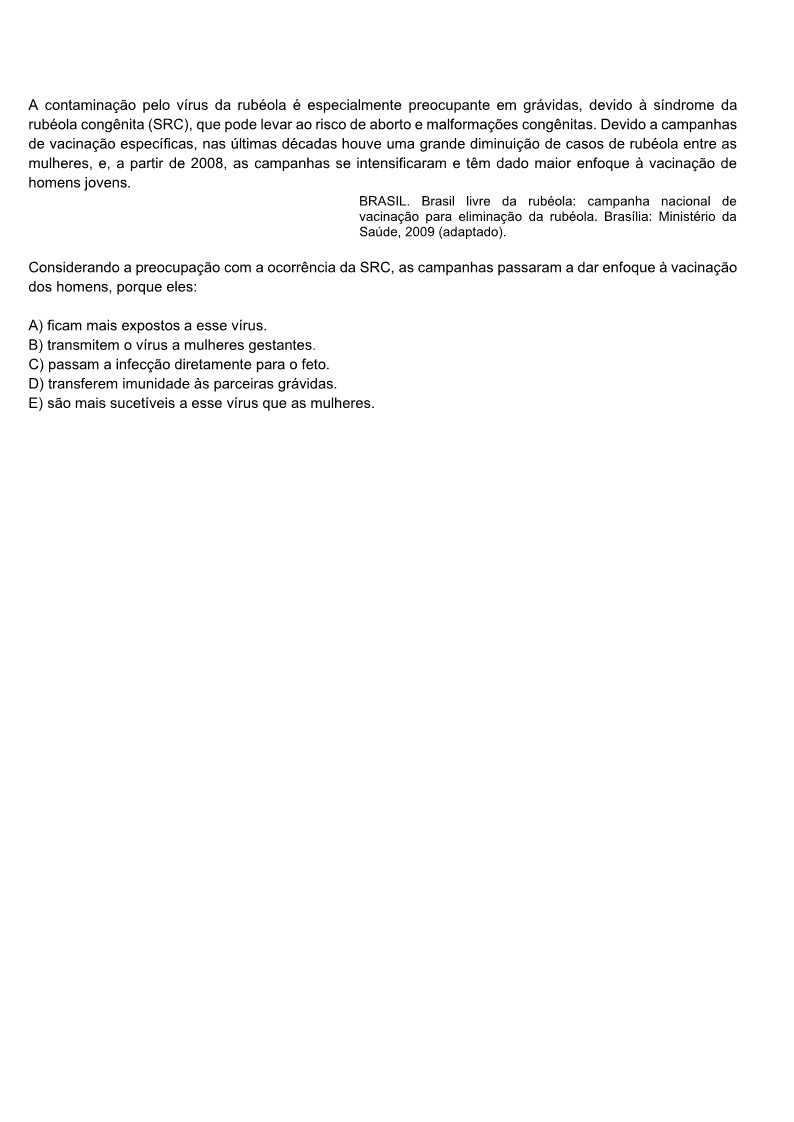 A contaminação pelo vírus da rubéola é especialmente preocupante em grávidas, devido à síndrome da
rubéola congênita (SRC), que pode levar ao risco de aborto e malformações congênitas. Devido a campanhas
de vacinação específicas, nas últimas décadas houve uma grande diminuição de casos de rubéola entre as
mulheres, e, a partir de 2008, as campanhas se intensificaram e têm dado maior enfoque à vacinação de
homens jovens.
BRASIL. Brasil livre da rubéola: campanha nacional de
vacinação para eliminação da rubéola. Brasília: Ministério da
Saúde, 2009 (adaptado).
Considerando a preocupação com a ocorrência da SRC, as campanhas passaram a dar enfoque à vacinação
dos homens, porque eles:
A) ficam mais expostos a esse vírus.
B) transmitem o vírus a mulheres gestantes.
C) passam a infecção diretamente para o feto.
D) transferem imunidade às parceiras grávidas.
E) são mais sucetíveis a esse vírus que as mulheres.